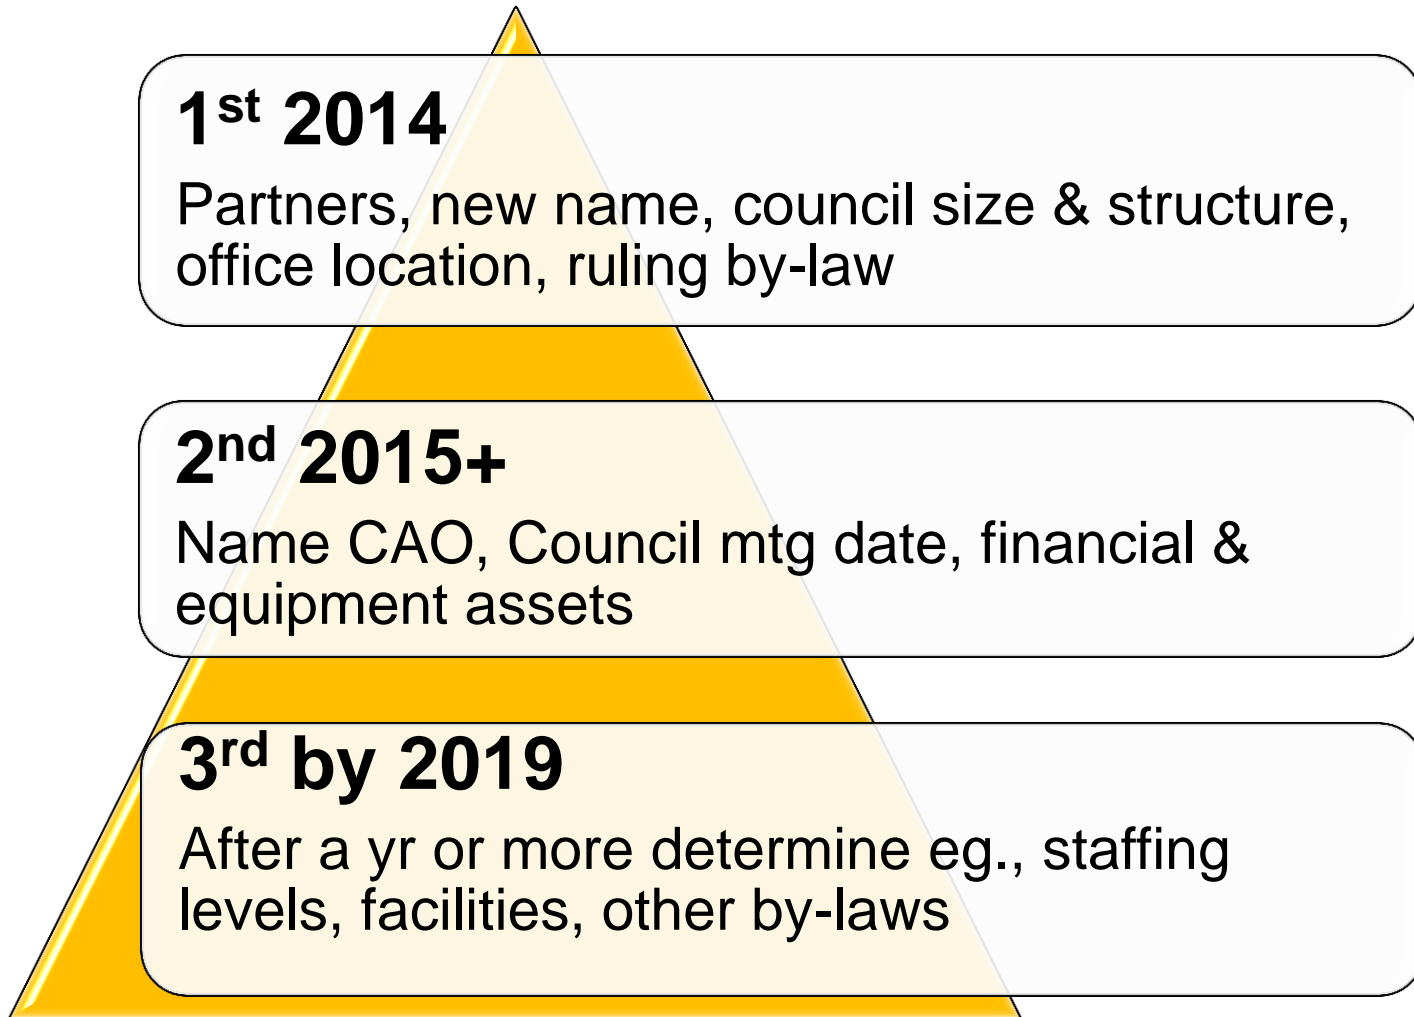 1st 2014
Partners, new name, council size & structure,
office location, ruling by-law
2nd 2015+
Name CAO, Council mtg date, financial &
equipment assets
3rd by 2019
After a yr or more determine eg., staffing
levels, facilities, other by-laws